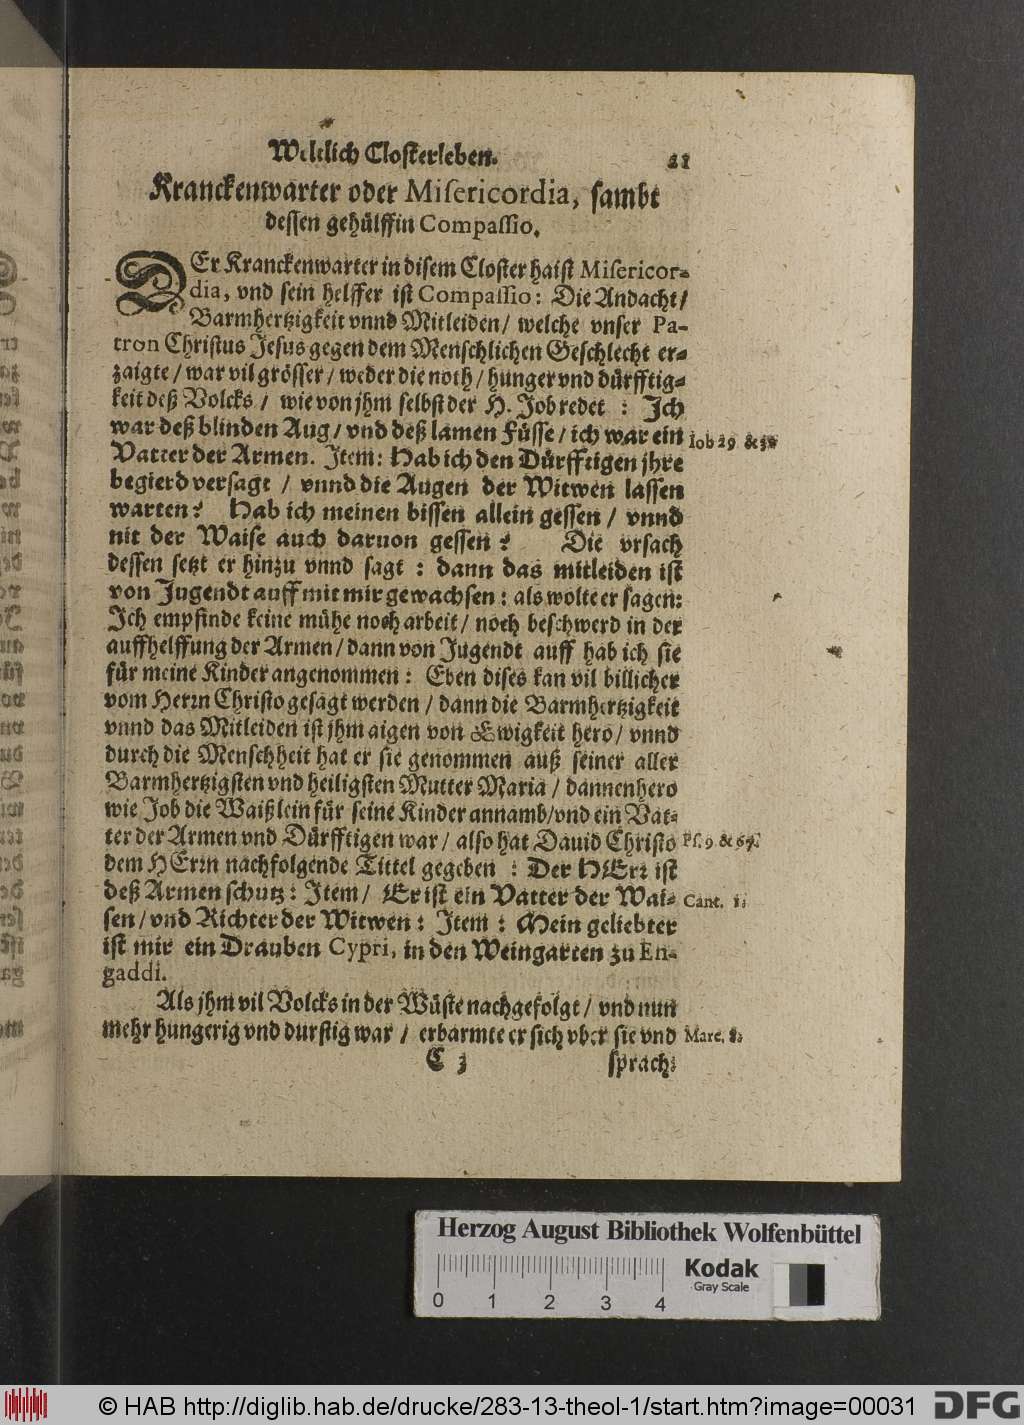 Weltlich Closterleben. 21
Kranckenwarter oder Misericordia, sambt
dessen gehülffin Compassio.
DEr Kranckenwarter in disem Closter haist Misericor-
dia, vnd sein helffer ist Compassio: Die Andacht/
Barmhertzigkeit vnnd Mitleiden/ welche vnser Pa-
tron Christus Jesus gegen dem Menschlichen Geschlecht er-
zaigte/ war vil grösser/ weder die noth/ hunger vnd dürfftig-
keit deß Volcks/ wie von jhm selbst der H. Job redet: Ich
war deß blinden Aug/ vnd deß lamen Füsse/ ich war ein Iob 29 & 31
Vatter der Armen. Item: Hab ich den Dürfftigen jhre
begierd versagt/ vnnd die Augen der Witwen lassen
warten? Hab ich meinen bissen allein gessen/ vnnd
nit der Waise auch daruon gessen? Die vrsach
dessen setzt er hinzu vnnd sagt: dann das mitleiden ist
von Jugendt auff mit mir gewachsen: als wolte er sagen:
Ich empfinde keine mühe noch arbeit/ noch beschwerd in der
auffhelffung der Armen/ dann von Jugendt auff hab ich sie
für meine Kinder angenommen: Eben dises kan vil billicher
vom Herrn Christo gesagt werden/ dann die Barmhertzigkeit
vnnd das Mitleiden ist jhm aigen von Ewigkeit hero/ vnnd
durch die Menschheit hat er sie genommen auß seiner aller
Barmhertzigsten vnd heiligsten Mutter Maria/ dannenhero
wie Job die Waißlein für seine Kinder annamb/ vnd ein Vat-
ter der Armen vnd Dürfftigen war/ also hat Dauid Christo Ps. 9 & 67.
dem HErrn nachfolgende Tittel gegeben: Der HErr ist
deß Armen schutz: Item/ Er ist ein Vatter der Wai- Cant. 1.
sen/ vnd Richter der Witwen: Item: Mein geliebter
ist mir ein Drauben Cypri, in den Weingarten zu En-
gaddi.
Als jhm vil Volcks in der Wüste nachgefolgt/ vnd nun
mehr hungerig vnd durstig war/ erbarmte er sich vber sie vnd Marc. 8.
C 3 sprach:
Herzog August Bibliothek Wolfenbüttel
0 1 2 3 4
Kodak
Gray Scale
© HAB http://diglib.hab.de/drucke/283-13-theol-1/start.htm?image=00031
DFG